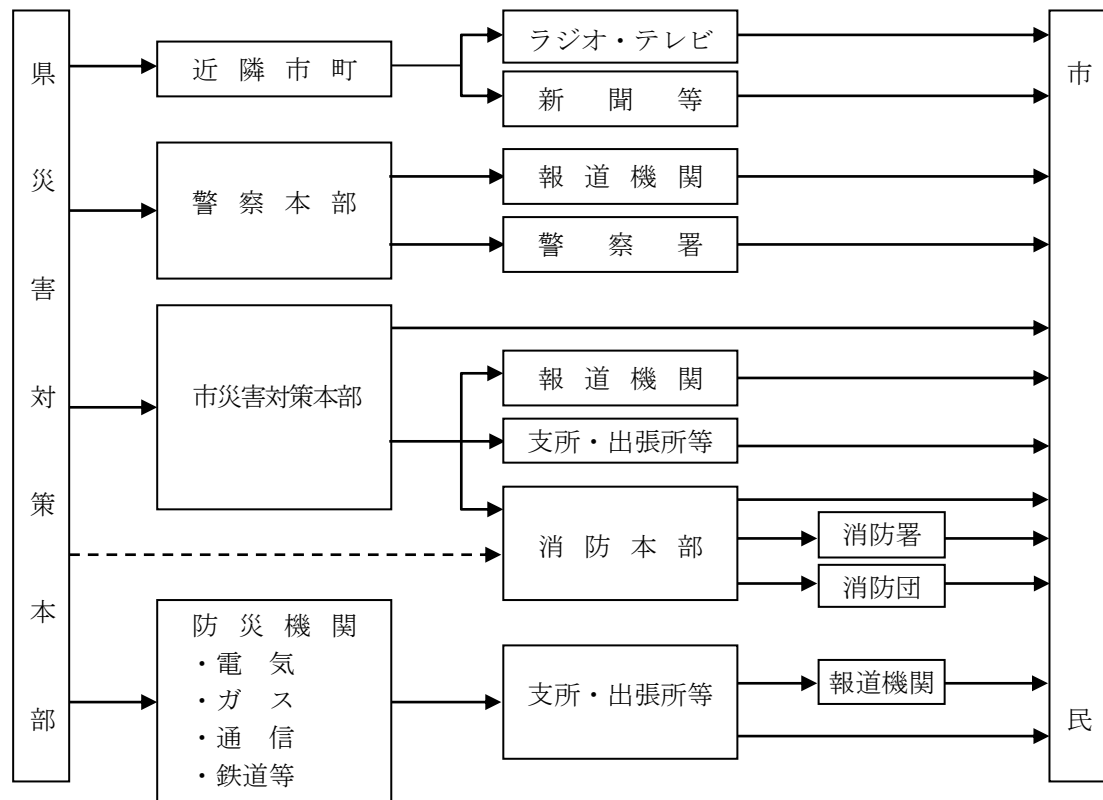 県災害対策本部
近隣市町
ラジオ・テレビ
新聞等
警察本部
報道機関
警察署
市災害対策本部
報道機関
支所・出張所等
消防本部
消防署
消防団
防災機関
・電　気
・ガ　ス
・通　信
・鉄道等
支所・出張所等
報道機関
市民